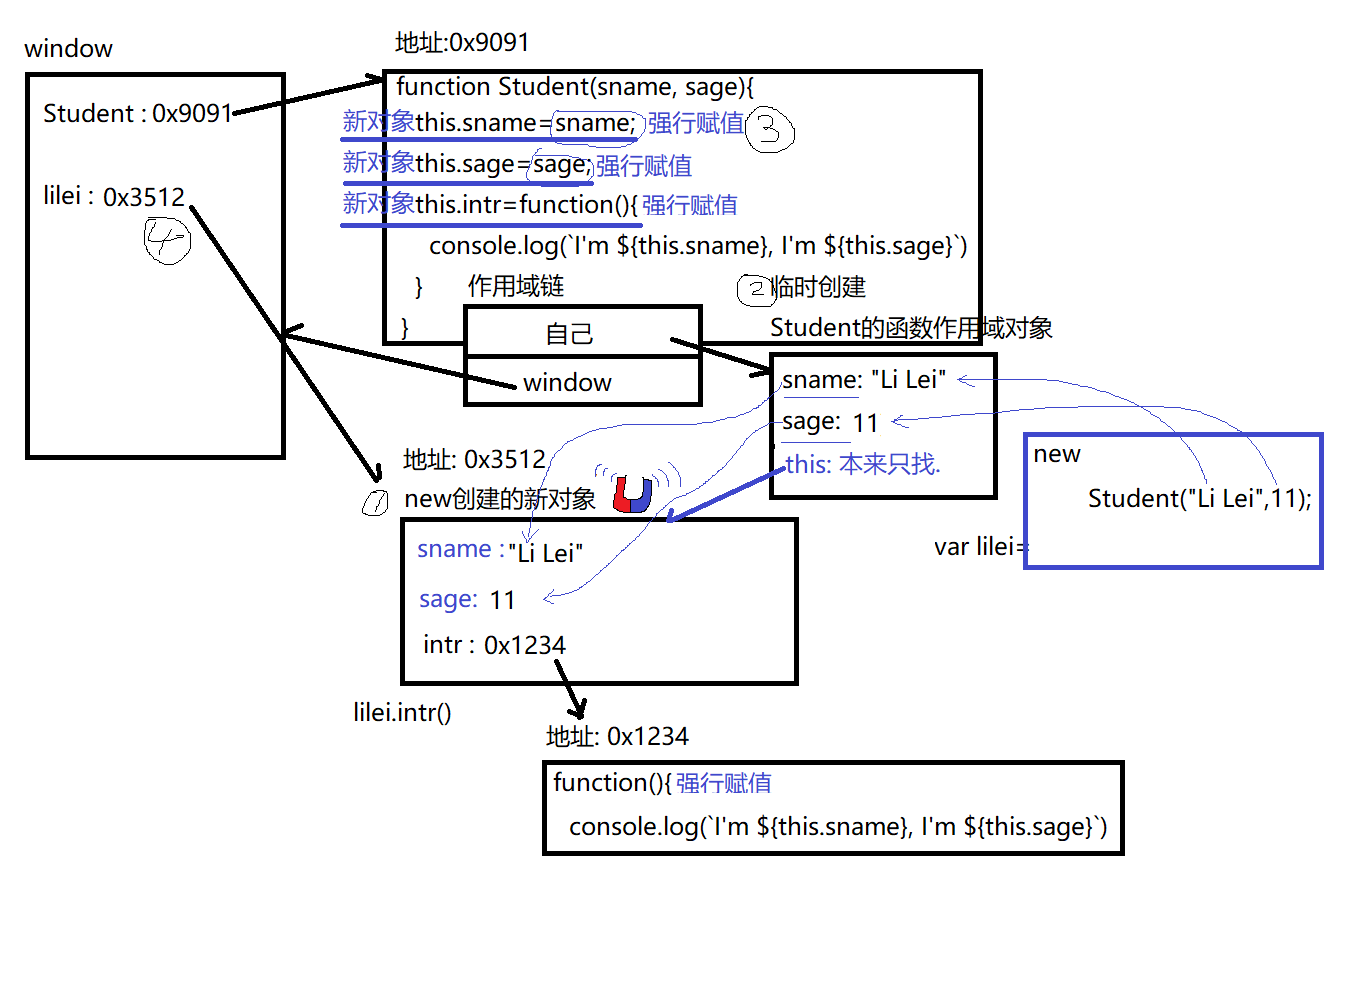 window
Student : 0x9091
lilei : 0x3512
4
地址:0x9091
function Student(sname, sage){
新对象this.sname=sname; 强行赋值 3
新对象this.sage=sage; 强行赋值
新对象this.intr=function(){ 强行赋值
console.log(`I'm ${this.sname}, I'm ${this.sage}`)
}
}
作用域链
自己
window
2 临时创建
Student的函数作用域对象
sname: "Li Lei"
sage: 11
this: 本来只找.
new
Student("Li Lei",11);
var lilei=
地址: 0x3512
1 new创建的新对象
sname : "Li Lei"
sage: 11
intr : 0x1234
lilei.intr()
地址: 0x1234
function(){ 强行赋值
console.log(`I'm ${this.sname}, I'm ${this.sage}`)